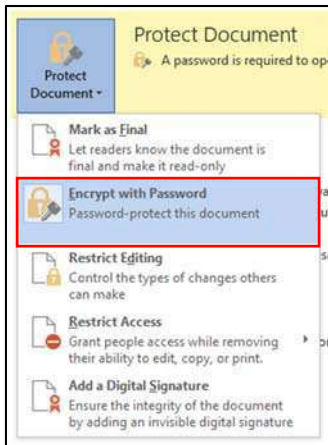 Protect Document
A password is required to op
Protect
Document
Mark as Final
Let readers know the document is
final and make it read-only
Encrypt with Password
Password-protect this document
Restrict Editing
Control the types of changes others
can make
Restrict Access
Grant people access while removing
their ability to edit, copy, or print.
Add a Digital Signature
Ensure the integrity of the document
by adding an invisible digital signature